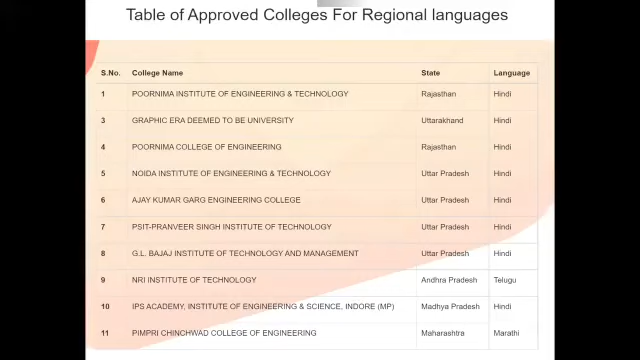 Table of Approved Colleges For Regional languages
S.No. College Name State Language
1 POORNIMA INSTITUTE OF ENGINEERING & TECHNOLOGY Rajasthan Hindi
3 GRAPHIC ERA DEEMED TO BE UNIVERSITY Uttarakhand Hindi
4 POORNIMA COLLEGE OF ENGINEERING Rajasthan Hindi
5 NOIDA INSTITUTE OF ENGINEERING & TECHNOLOGY Uttar Pradesh Hindi
6 AJAY KUMAR GARG ENGINEERING COLLEGE Uttar Pradesh Hindi
7 PSIT-PRANVEER SINGH INSTITUTE OF TECHNOLOGY Uttar Pradesh Hindi
8 G.L. BAJAJ INSTITUTE OF TECHNOLOGY AND MANAGEMENT Uttar Pradesh Hindi
9 NRI INSTITUTE OF TECHNOLOGY Andhra Pradesh Telugu
10 IPS ACADEMY, INSTITUTE OF ENGINEERING & SCIENCE, INDORE (MP) Madhya Pradesh Hindi
11 PIMPRI CHINCHWAD COLLEGE OF ENGINEERING Maharashtra Marathi